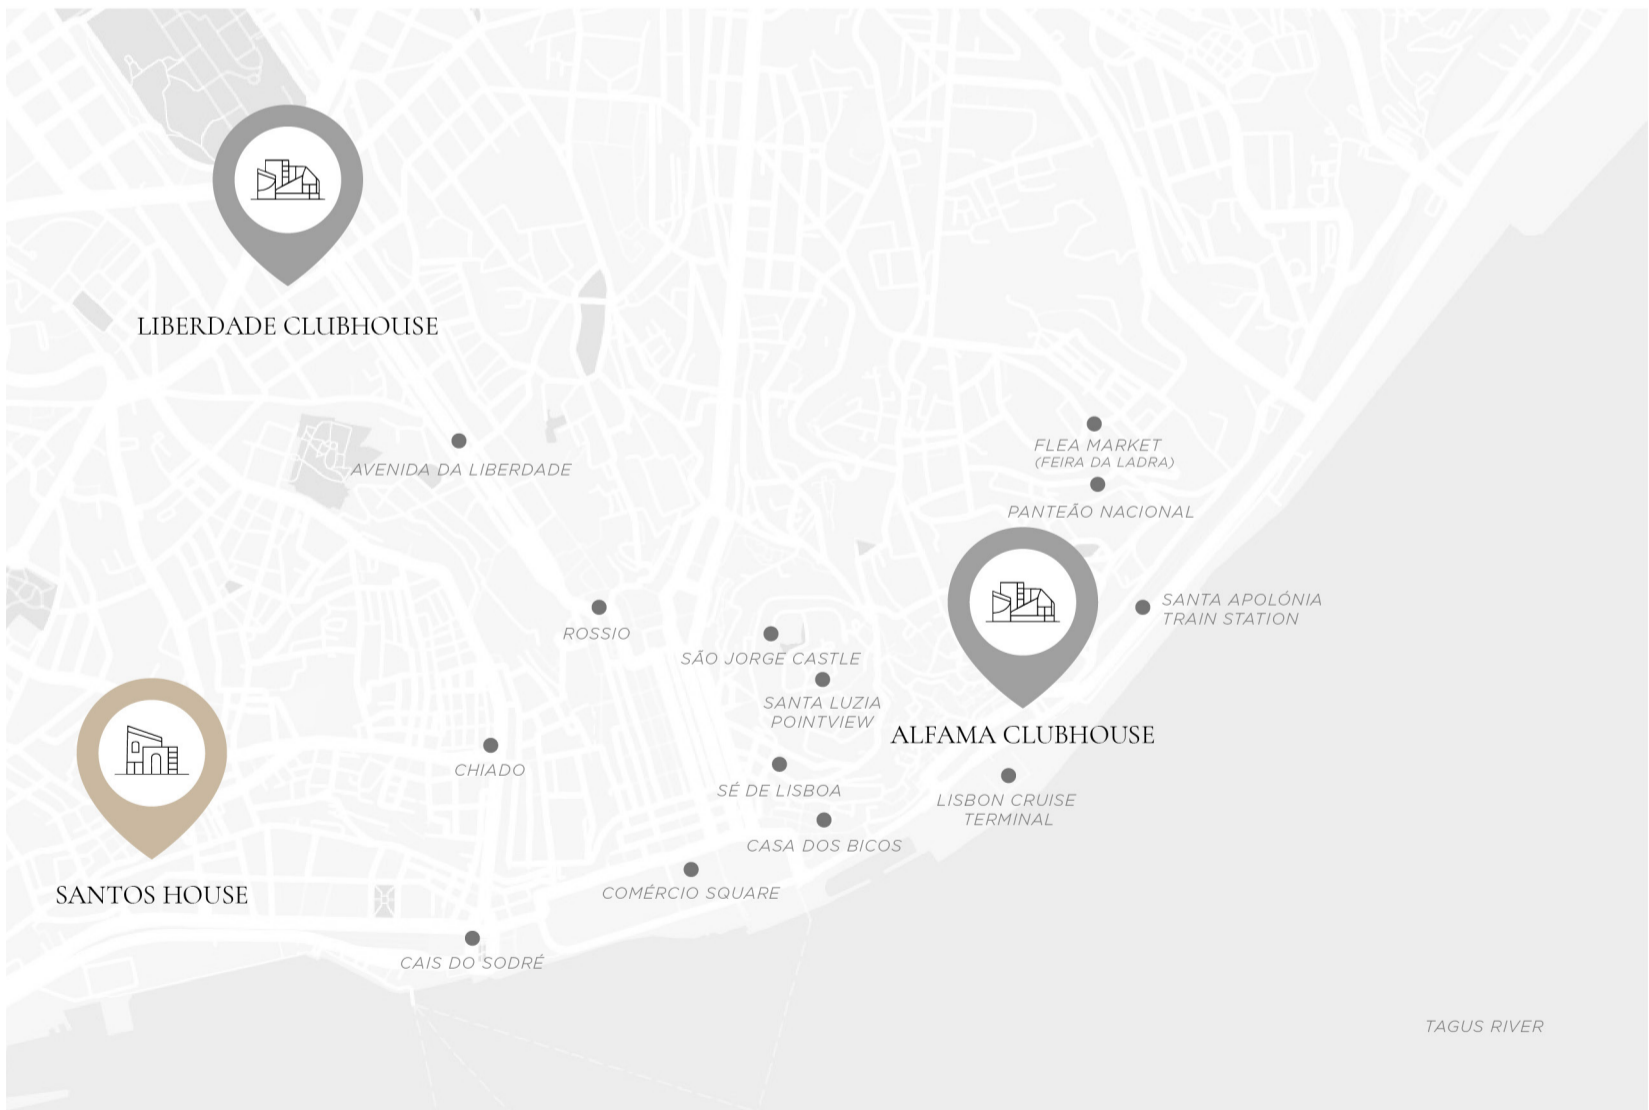 LIBERDADE CLUBHOUSE
AVENIDA DA LIBERDADE
FLEA MARKET
(FEIRA DA LADRA)
PANTEÃO NACIONAL
SANTA APOLÓNIA
TRAIN STATION
ROSSIO
SÃO JORGE CASTLE
SANTA LUZIA
POINTVIEW
ALFAMA CLUBHOUSE
CHIADO
SÉ DE LISBOA
LISBON CRUISE
TERMINAL
CASA DOS BICOS
SANTOS HOUSE
COMÉRCIO SQUARE
CAIS DO SODRÉ
TAGUS RIVER